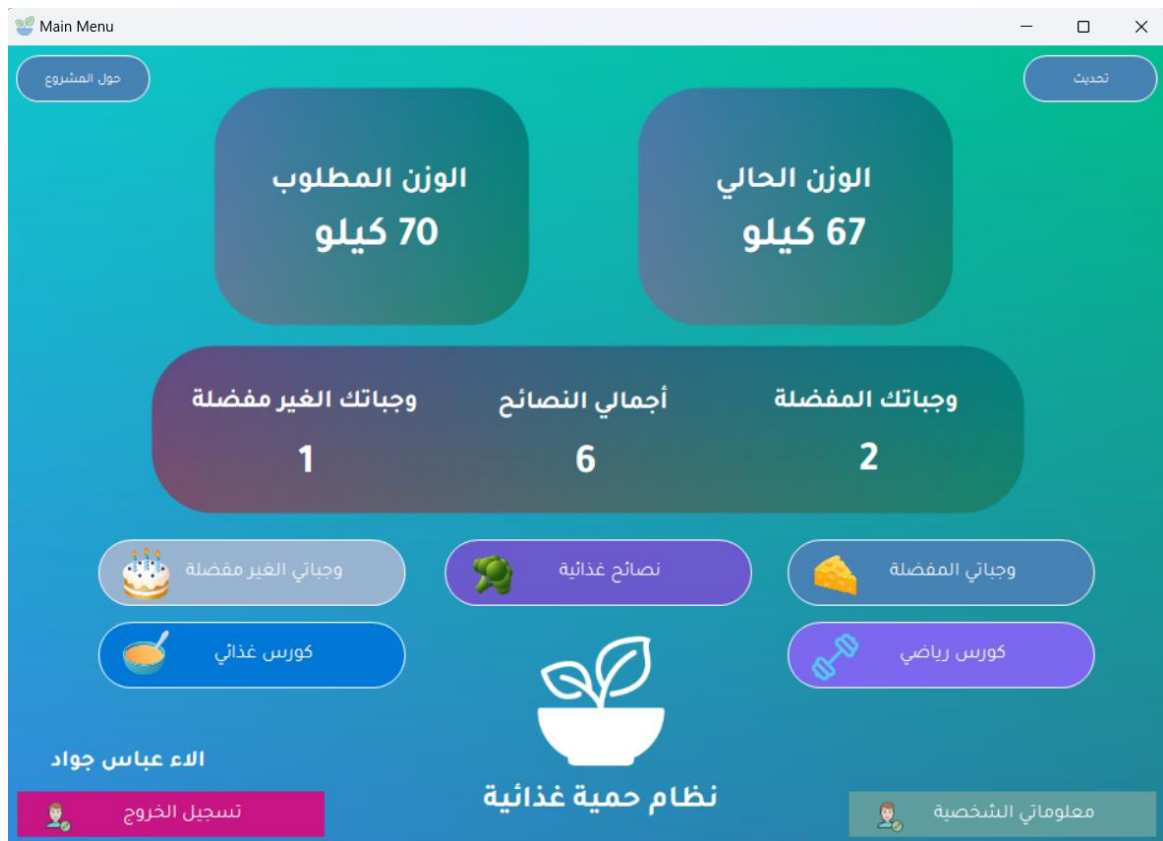 Main Menu
تحديث
حول المشروع
الوزن الحالي
67 كيلو
الوزن المطلوب
70 كيلو
وجباتك المفضلة
2
أجمالي النصائح
6
وجباتك الغير مفضلة
1
وجباتي المفضلة
نصائح غذائية
وجباتي الغير مفضلة
كورس رياضي
كورس غذائي
نظام حمية غذائية
الاء عباس جواد
معلوماتي الشخصية
تسجيل الخروج